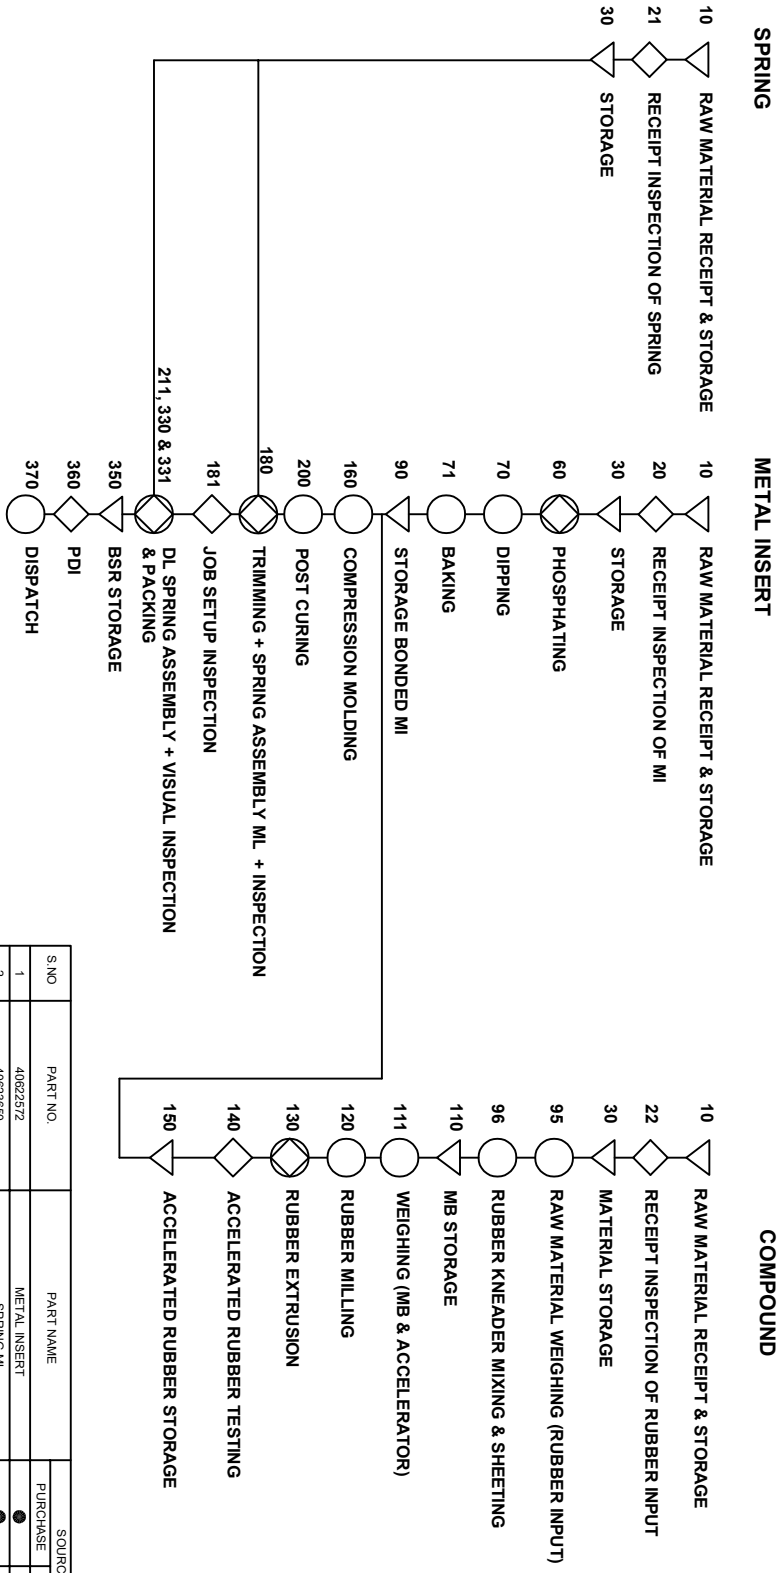 SPRING
10 RAW MATERIAL RECEIPT & STORAGE
21 RECEIPT INSPECTION OF SPRING
30 STORAGE
METAL INSERT
10 RAW MATERIAL RECEIPT & STORAGE
20 RECEIPT INSPECTION OF MI
30 STORAGE
60 PHOSPHATING
70 DIPPING
71 BAKING
90 STORAGE BONDED MI
160 COMPRESSION MOLDING
200 POST CURING
180 TRIMMING + SPRING ASSEMBLY ML + INSPECTION
181 JOB SETUP INSPECTION
211, 330 & 331 DL SPRING ASSEMBLY + VISUAL INSPECTION
& PACKING
350 BSR STORAGE
360 PDI
370 DISPATCH
COMPOUND
10 RAW MATERIAL RECEIPT & STORAGE
22 RECEIPT INSPECTION OF RUBBER INPUT
30 MATERIAL STORAGE
95 RAW MATERIAL WEIGHING (RUBBER INPUT)
96 RUBBER KNEADER MIXING & SHEETING
110 MB STORAGE
111 WEIGHING (MB & ACCELERATOR)
120 RUBBER MILLING
130 RUBBER EXTRUSION
140 ACCELERATED RUBBER TESTING
150 ACCELERATED RUBBER STORAGE
S.NO PART NO. PART NAME PURCHASE
1 40622572 METAL INSERT